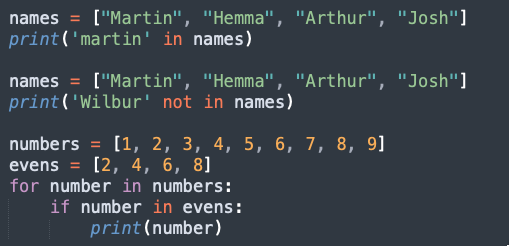 names = ["Martin", "Hemma", "Arthur", "Josh"]
print('martin' in names)

names = ["Martin", "Hemma", "Arthur", "Josh"]
print('Wilbur' not in names)

numbers = [1, 2, 3, 4, 5, 6, 7, 8, 9]
evens = [2, 4, 6, 8]
for number in numbers:
    if number in evens:
        print(number)